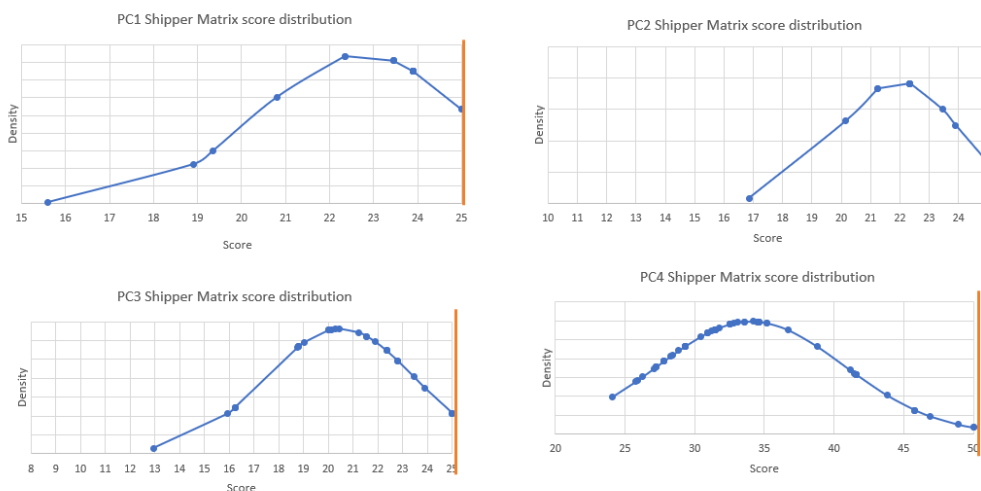 PC1 Shipper Matrix score distribution
Density
15 16 17 18 19 20 21 22 23 24 25
Score
PC2 Shipper Matrix score distribution
Density
10 11 12 13 14 15 16 17 18 19 20 21 22 23 24
Score
PC3 Shipper Matrix score distribution
Density
8 9 10 11 12 13 14 15 16 17 18 19 20 21 22 23 24 25
Score
PC4 Shipper Matrix score distribution
Density
20 25 30 35 40 45 50
Score